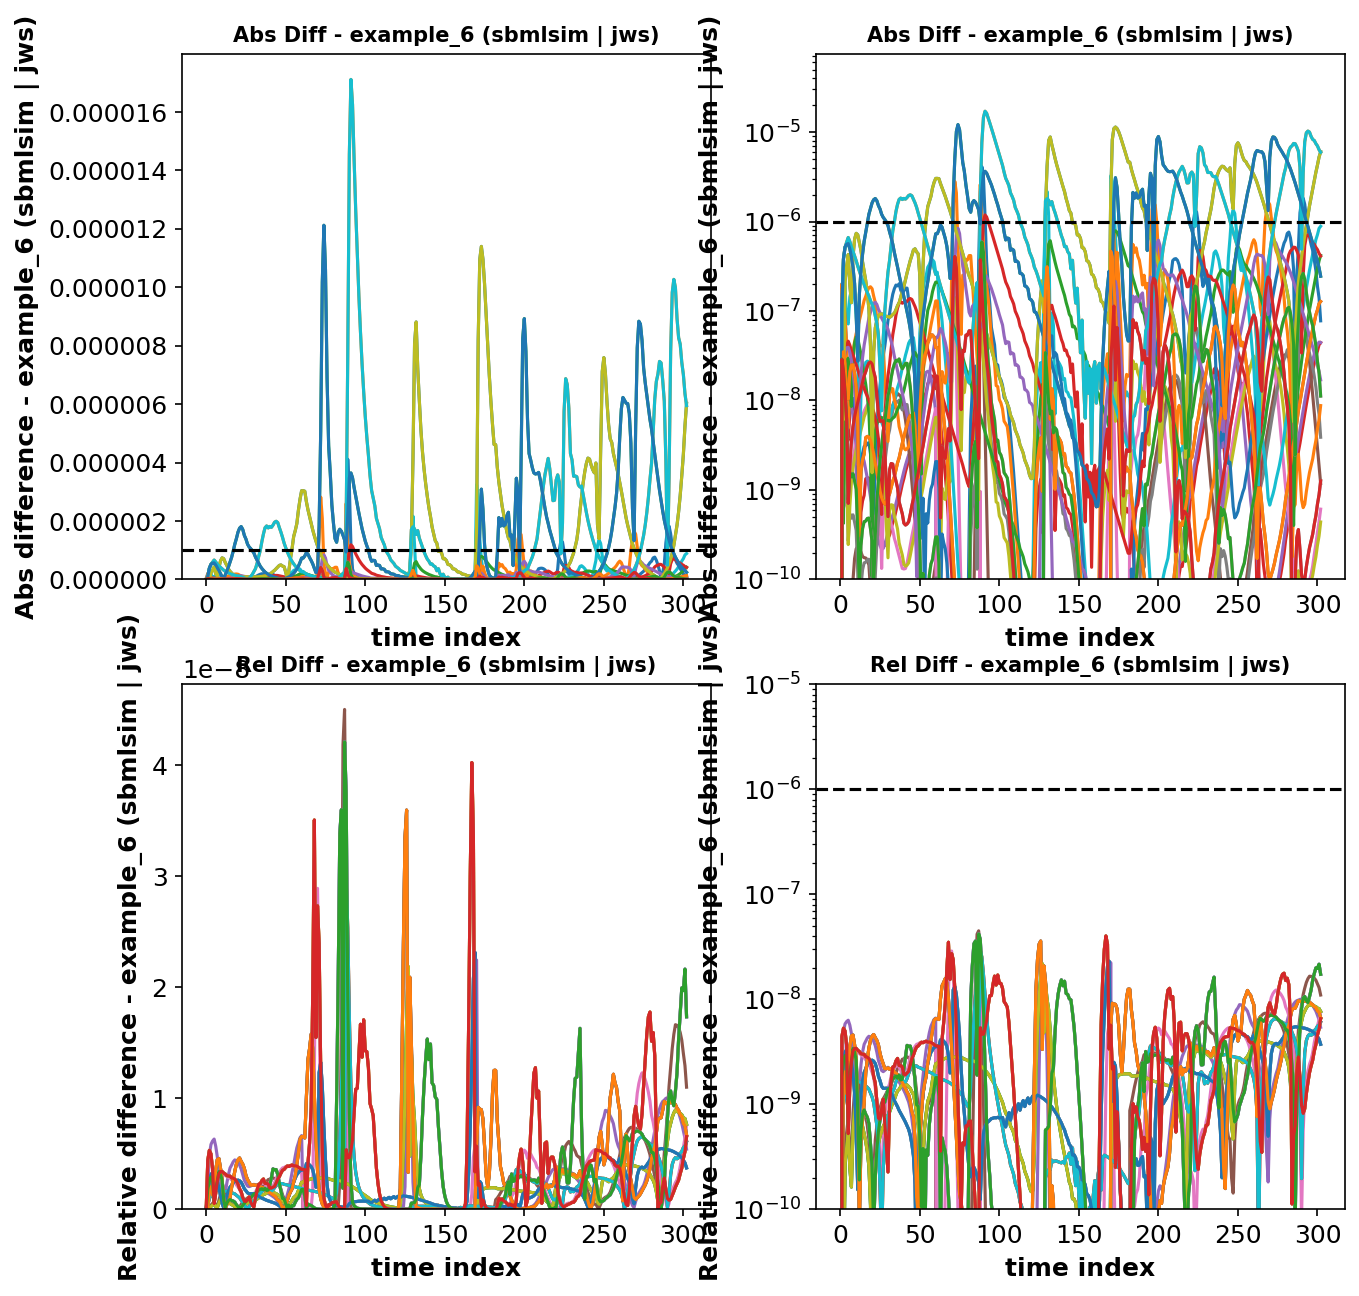 Abs Diff - example_6 (sbmlsim | jws)
Abs difference - example_6 (sbmlsim | jws)
0.000016
0.000014
0.000012
0.000010
0.000008
0.000006
0.000004
0.000002
0.000000
0 50 100 150 200 250 300
time index
Abs Diff - example_6 (sbmlsim | jws)
Abs difference - example_6 (sbmlsim | jws)
10⁻⁵
10⁻⁶
10⁻⁷
10⁻⁸
10⁻⁹
10⁻¹⁰
0 50 100 150 200 250 300
time index
Rel Diff - example_6 (sbmlsim | jws)
1e−8
Relative difference - example_6 (sbmlsim | jws)
4
3
2
1
0
0 50 100 150 200 250 300
time index
Rel Diff - example_6 (sbmlsim | jws)
Relative difference - example_6 (sbmlsim | jws)
10⁻⁵
10⁻⁶
10⁻⁷
10⁻⁸
10⁻⁹
10⁻¹⁰
0 50 100 150 200 250 300
time index